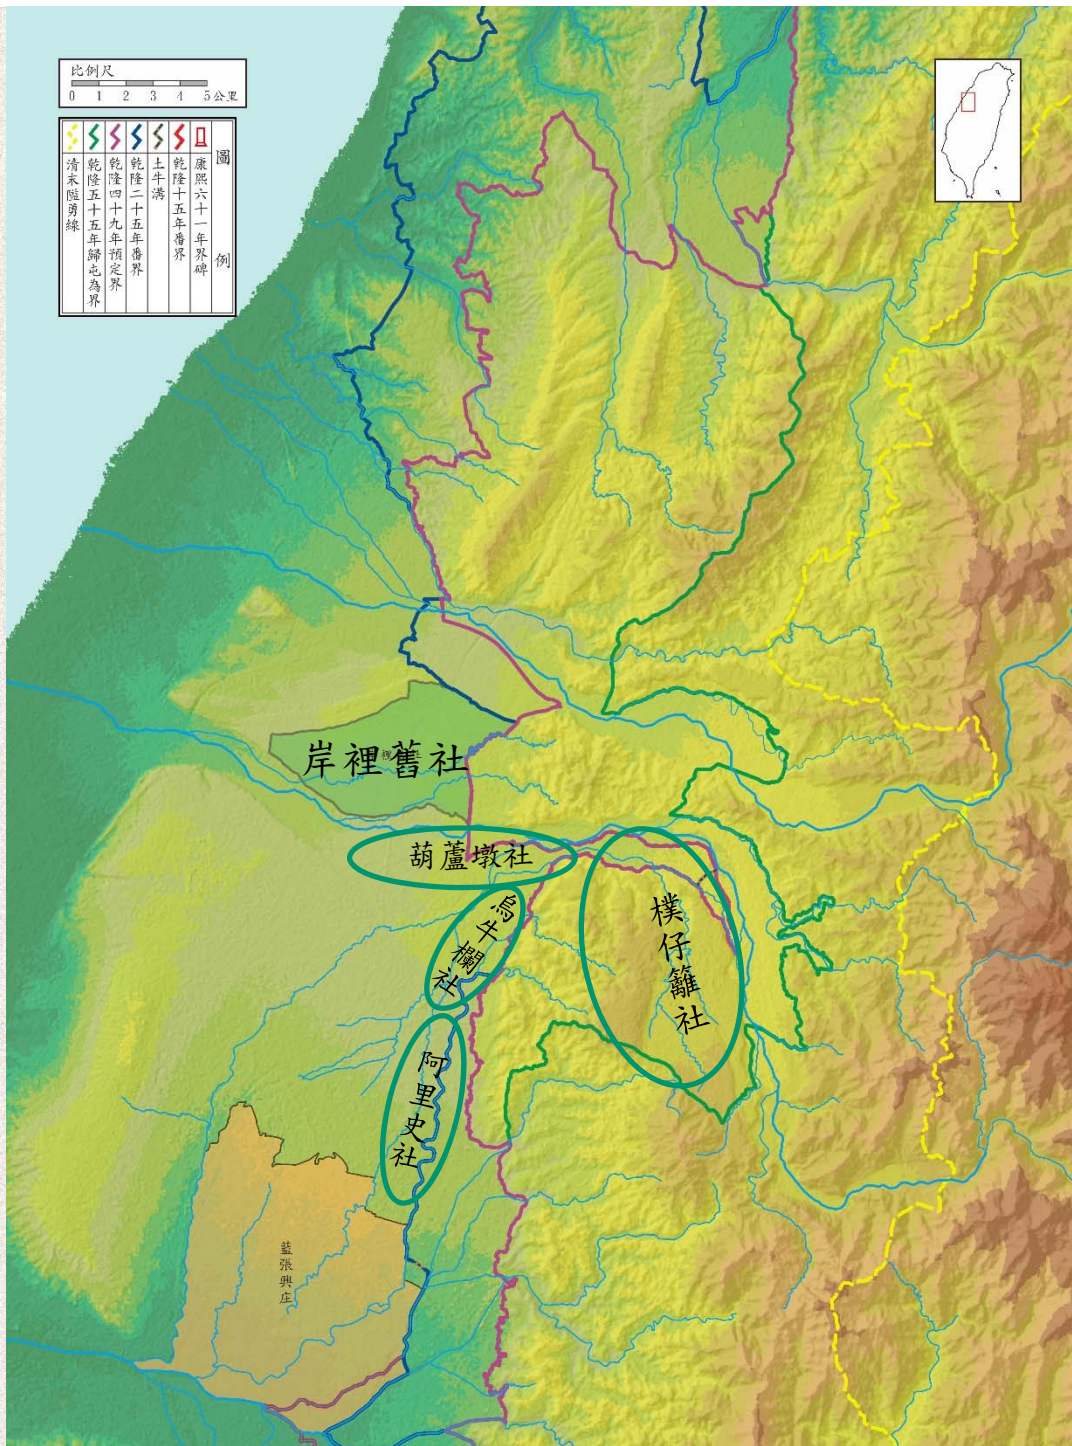 比例尺
0 1 2 3 4 5公里
圖例
康熙六十一年界碑
乾隆十五年番界
土牛溝
乾隆二十五年番界
乾隆四十九年預定界
乾隆五十五年歸屯為界
清末隘勇線
岸裡舊社
葫蘆墩社
烏牛欄社
樸仔籬社
阿里史社
藍張興庄